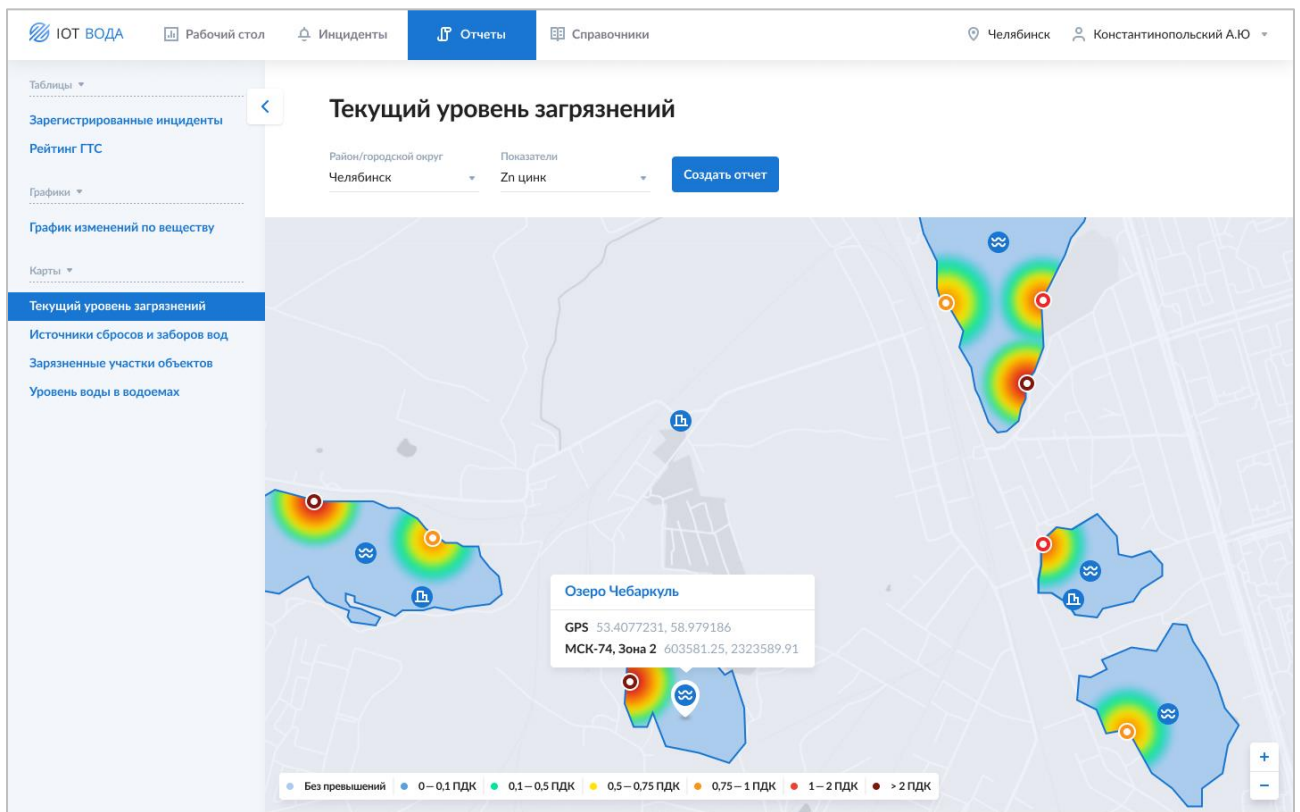 IOT ВОДА
Рабочий стол
Инциденты
Отчеты
Справочники
Челябинск
Константинопольский А.Ю
Таблицы
Зарегистрированные инциденты
Рейтинг ГТС
Графики
График изменений по веществу
Карты
Текущий уровень загрязнений
Источники сбросов и заборов вод
Зарязненные участки объектов
Уровень воды в водоемах
Текущий уровень загрязнений
Район/городской округ
Показатели
Челябинск
Zn цинк
Создать отчет
Озеро Чебаркуль
GPS 53.4077231, 58.979186
МСК-74, Зона 2 603581.25, 2323589.91
+
−
Без превышений 0—0,1 ПДК 0,1—0,5 ПДК 0,5—0,75 ПДК 0,75—1 ПДК 1—2 ПДК >2 ПДК